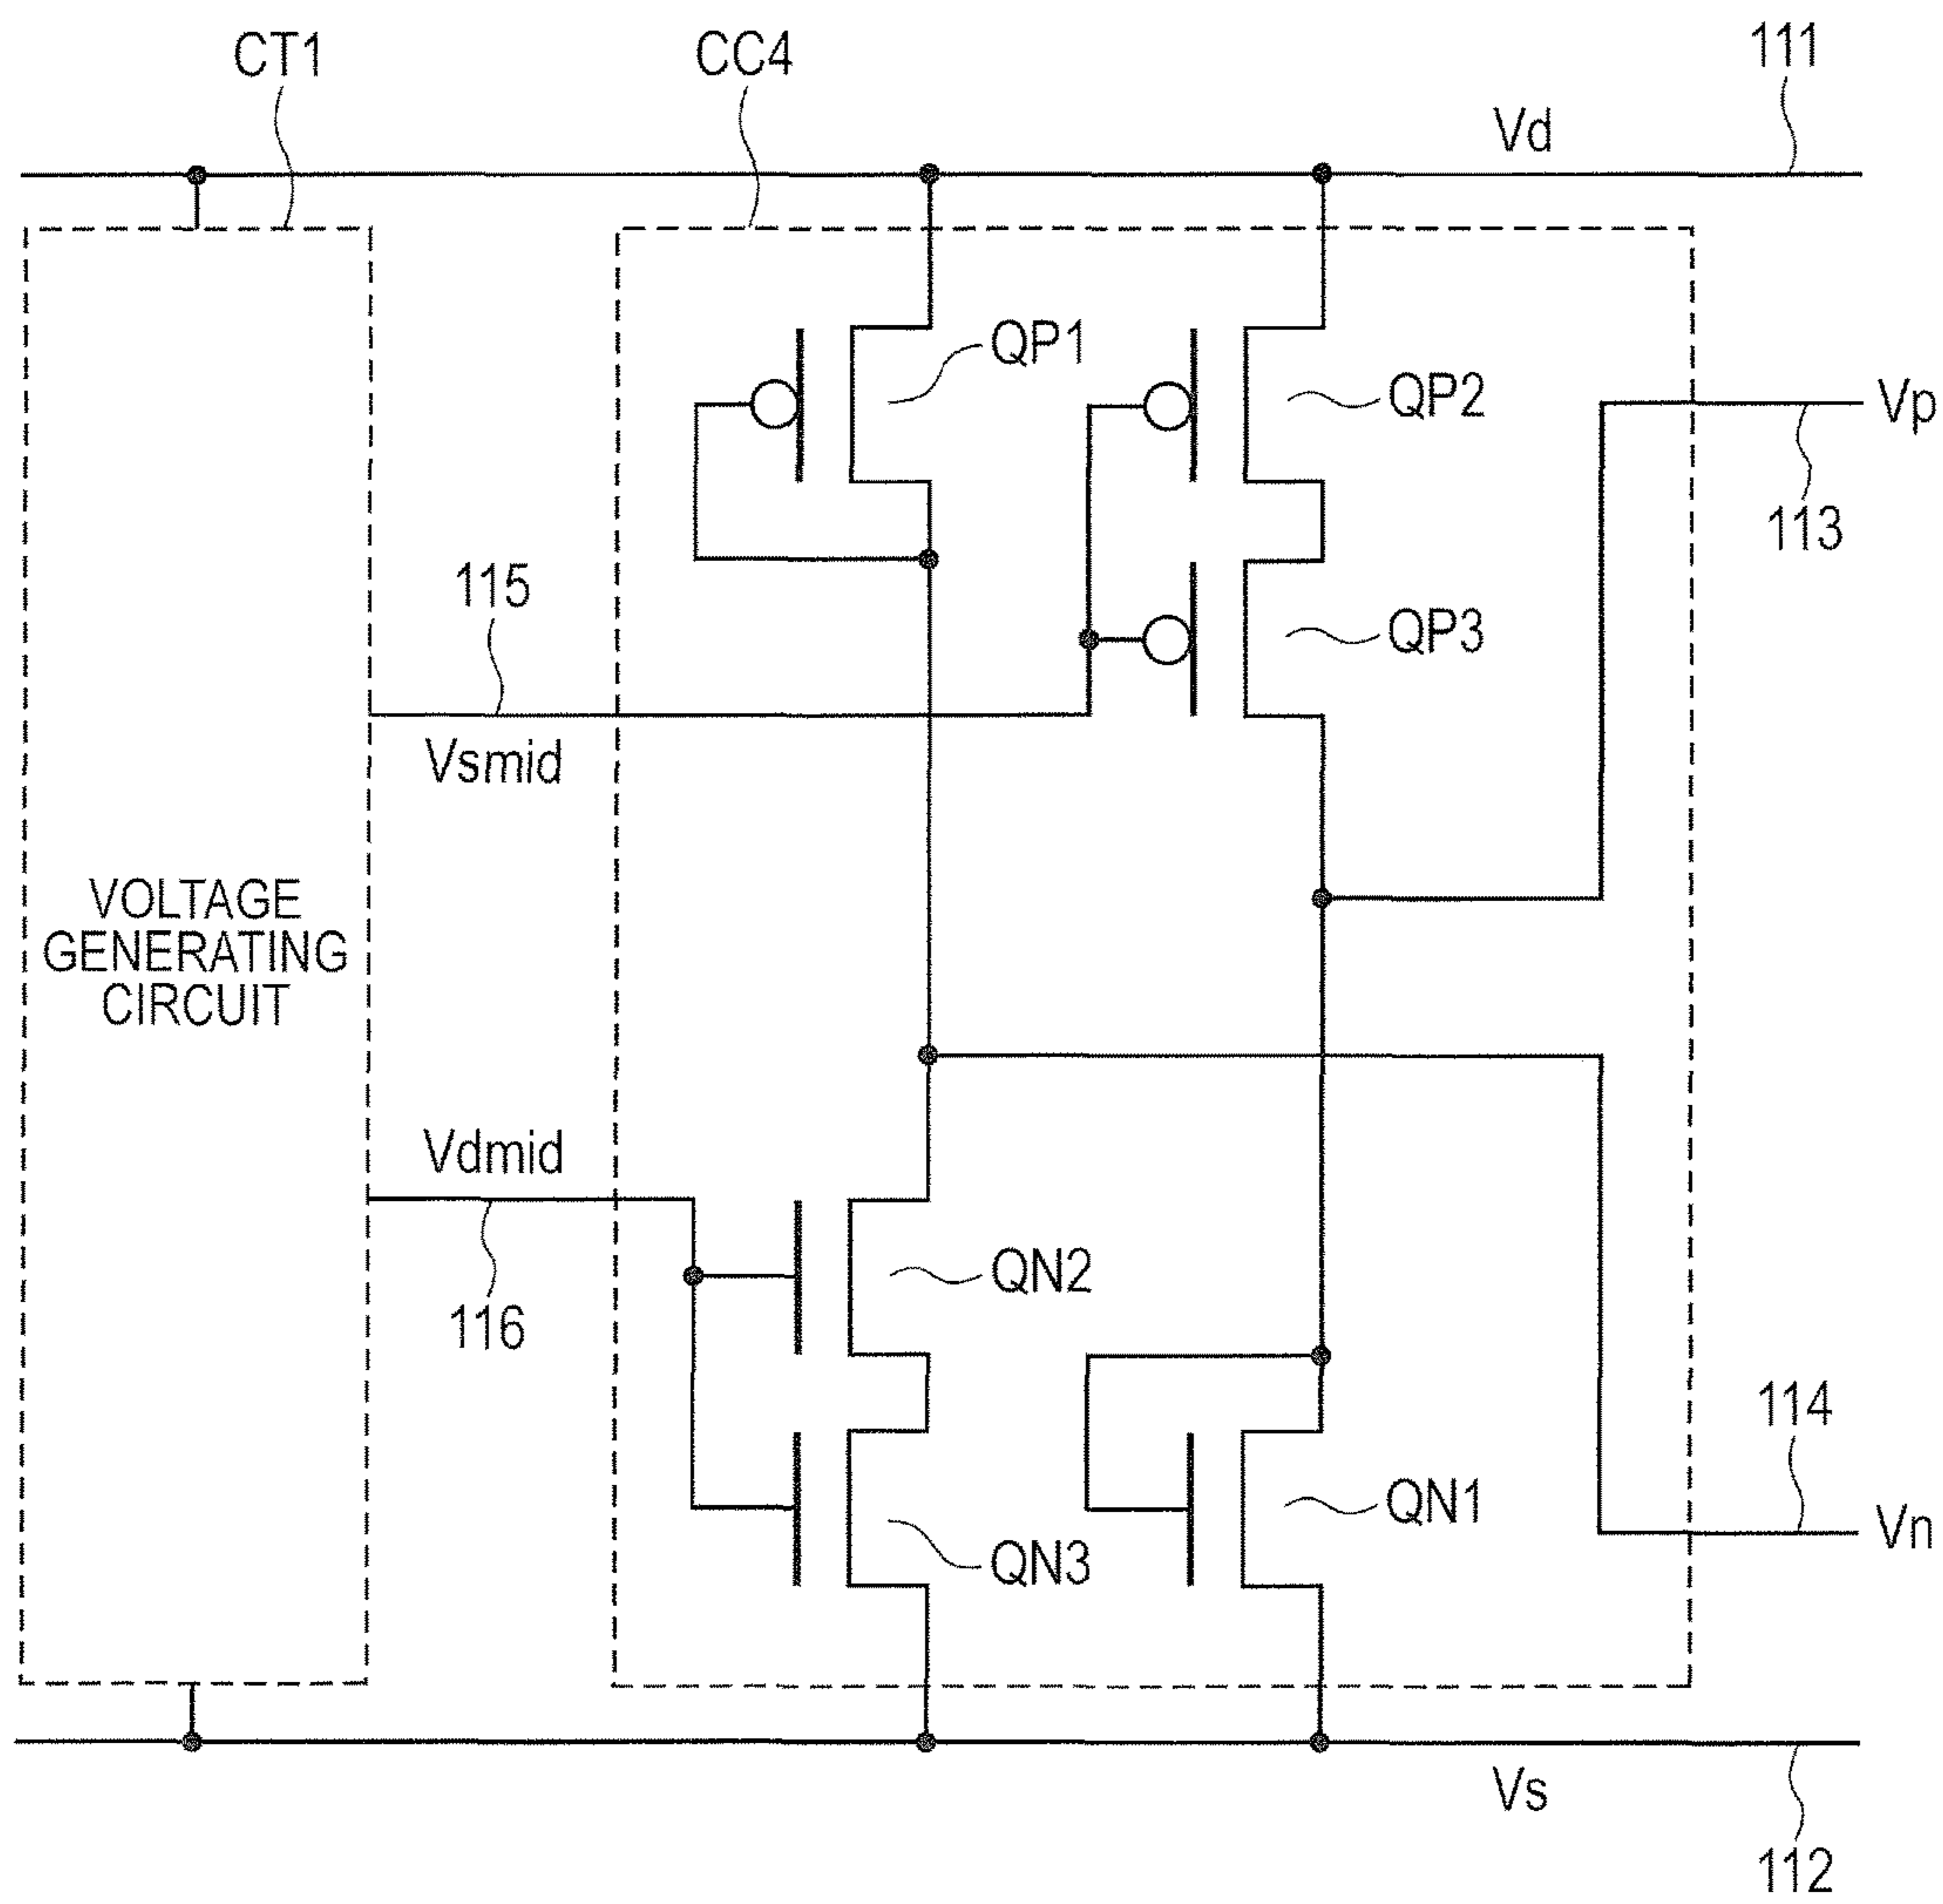 CT1
CC4
111
Vd
QP1
QP2
Vp
113
115
QP3
Vsmid
VOLTAGE
GENERATING
CIRCUIT
Vdmid
116
QN2
114
QN1
Vn
QN3
Vs
112